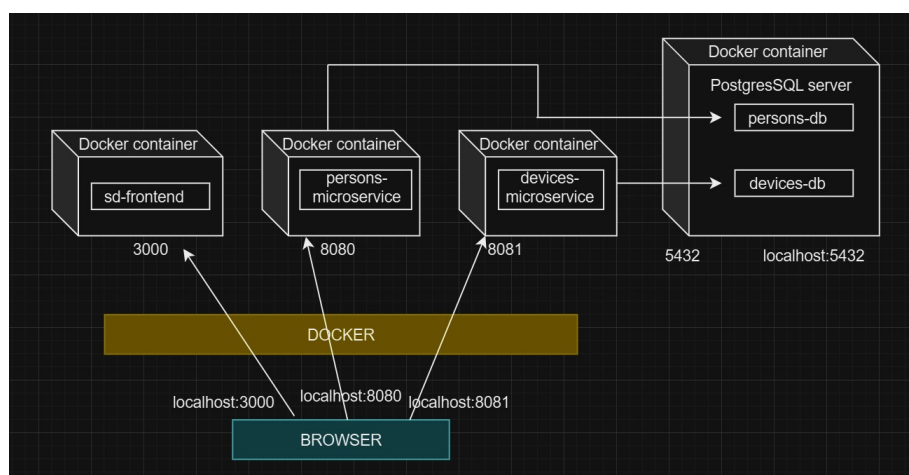 Docker container
PostgresSQL server
persons-db
devices-db
5432
localhost:5432
Docker container
sd-frontend
3000
Docker container
persons-
microservice
8080
Docker container
devices-
microservice
8081
DOCKER
localhost:3000
localhost:8080
localhost:8081
BROWSER